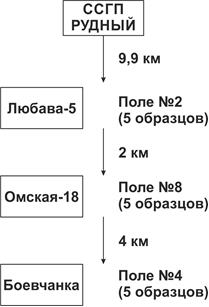 ССГП
РУДНЫЙ
9,9 км
Любава-5
Поле №2
(5 образцов)
2 км
Омская-18
Поле №8
(5 образцов)
4 км
Боевчанка
Поле №4
(5 образцов)